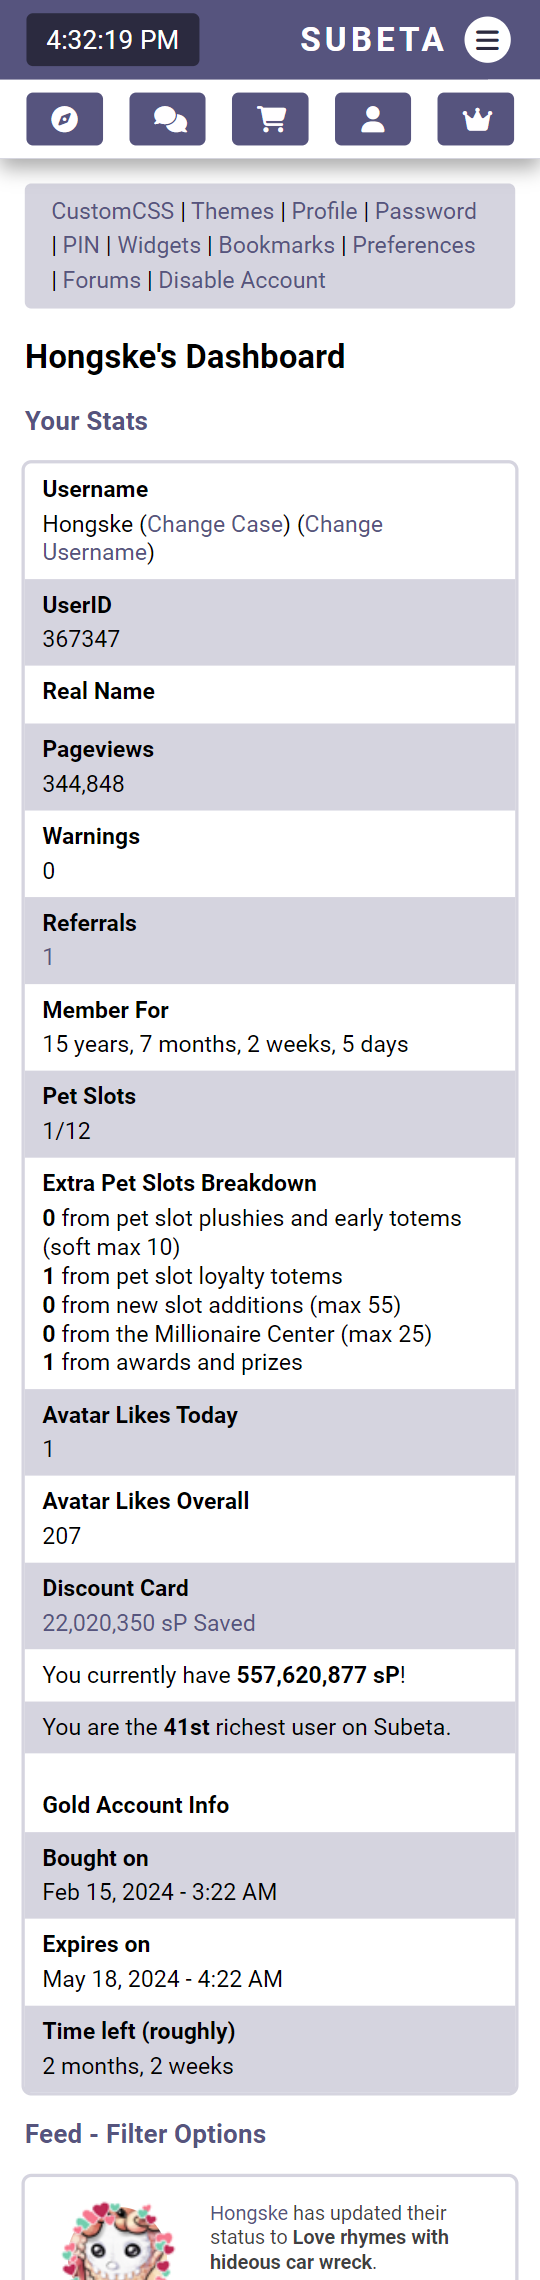 4:32:19 PM
SUBETA
CustomCSS | Themes | Profile | Password
| PIN | Widgets | Bookmarks | Preferences
| Forums | Disable Account
Hongske's Dashboard
Your Stats
Username
Hongske (Change Case) (Change
Username)
UserID
367347
Real Name
Pageviews
344,848
Warnings
0
Referrals
1
Member For
15 years, 7 months, 2 weeks, 5 days
Pet Slots
1/12
Extra Pet Slots Breakdown
0 from pet slot plushies and early totems
(soft max 10)
1 from pet slot loyalty totems
0 from new slot additions (max 55)
0 from the Millionaire Center (max 25)
1 from awards and prizes
Avatar Likes Today
1
Avatar Likes Overall
207
Discount Card
22,020,350 sP Saved
You currently have 557,620,877 sP!
You are the 41st richest user on Subeta.
Gold Account Info
Bought on
Feb 15, 2024 - 3:22 AM
Expires on
May 18, 2024 - 4:22 AM
Time left (roughly)
2 months, 2 weeks
Feed - Filter Options
Hongske has updated their
status to Love rhymes with
hideous car wreck.